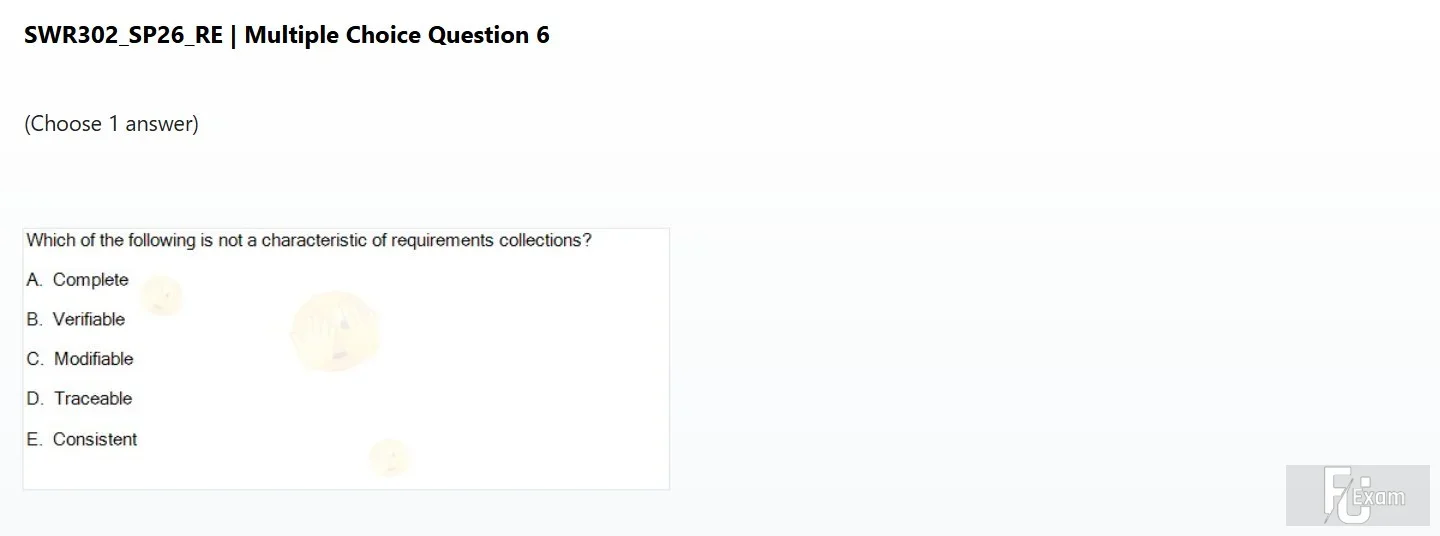 SWR302_SP26_RE | Multiple Choice Question 6
(Choose 1 answer)
Which of the following is not a characteristic of requirements collections?
A. Complete
B. Verifiable
C. Modifiable
D. Traceable
E. Consistent
FU Exam